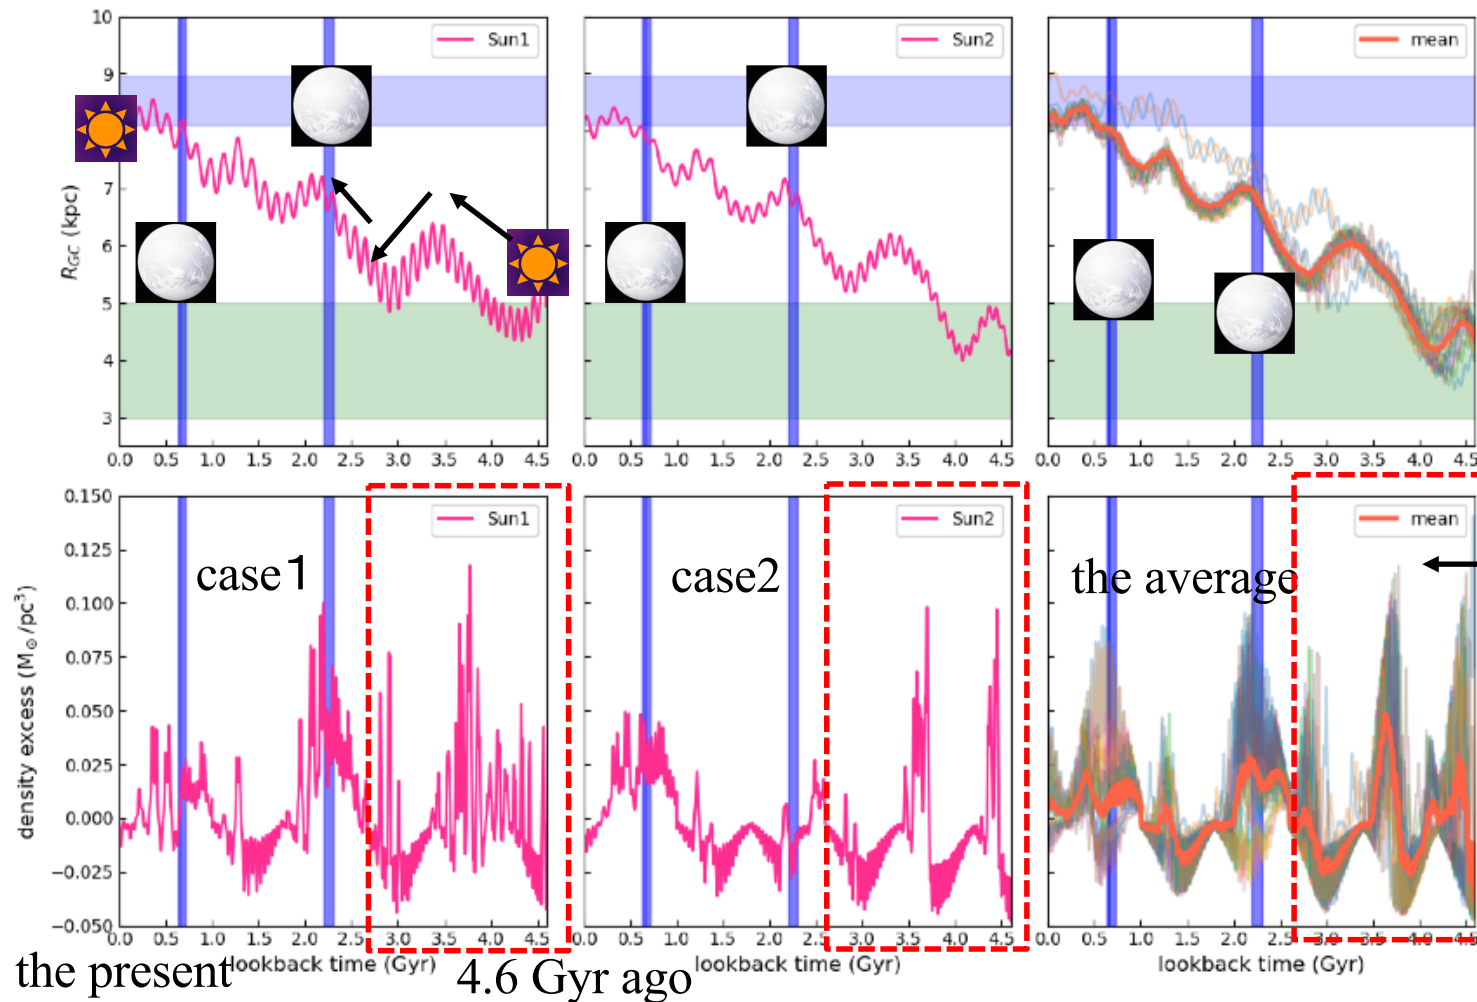 10
9
8
7
6
5
4
3
R_GC (kpc)
Sun1
Sun2
mean
0.0 0.5 1.0 1.5 2.0 2.5 3.0 3.5 4.0 4.5
0.0 0.5 1.0 1.5 2.0 2.5 3.0 3.5 4.0 4.5
0.0 0.5 1.0 1.5 2.0 2.5 3.0 3.5 4.0 4.5
0.150
0.125
0.100
0.075
0.050
0.025
0.000
−0.025
−0.050
density excess (M☉/pc³)
Sun1
Sun2
mean
case1
case2
the average
0.0 0.5 1.0 1.5 2.0 2.5 3.0 3.5 4.0 4.5
0.0 0.5 1.0 1.5 2.0 2.5 3.0 3.5 4.0 4.5
0.0 0.5 1.0 1.5 2.0 2.5 3.0 3.5 4.0 4.5
lookback time (Gyr)
lookback time (Gyr)
lookback time (Gyr)
the present
4.6 Gyr ago